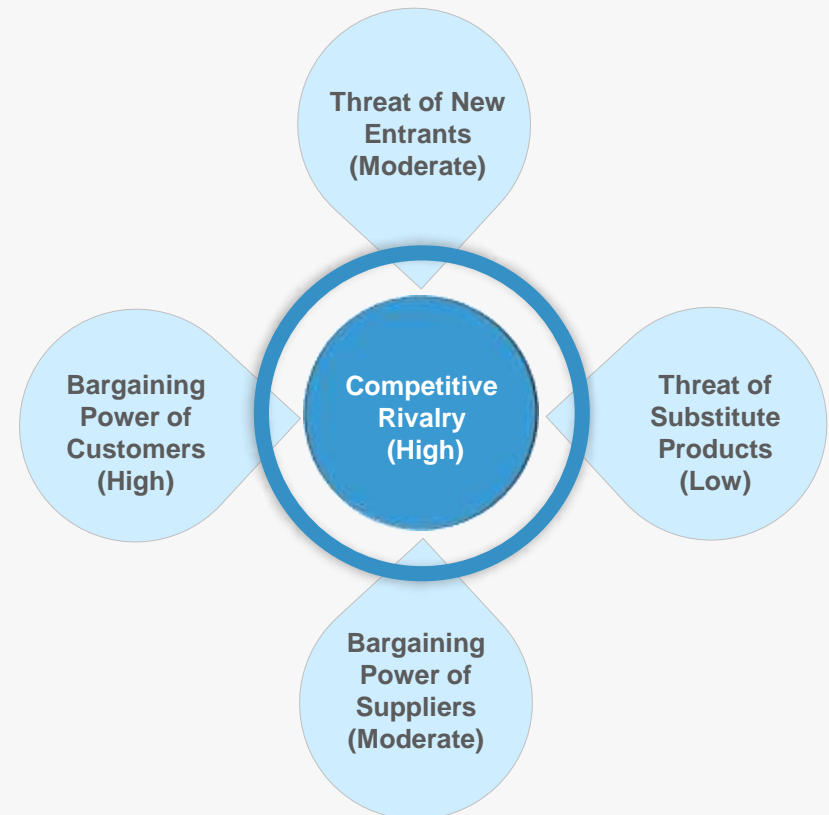 Threat of New
Entrants
(Moderate)
Bargaining
Power of
Customers
(High)
Competitive
Rivalry
(High)
Threat of
Substitute
Products
(Low)
Bargaining
Power of
Suppliers
(Moderate)